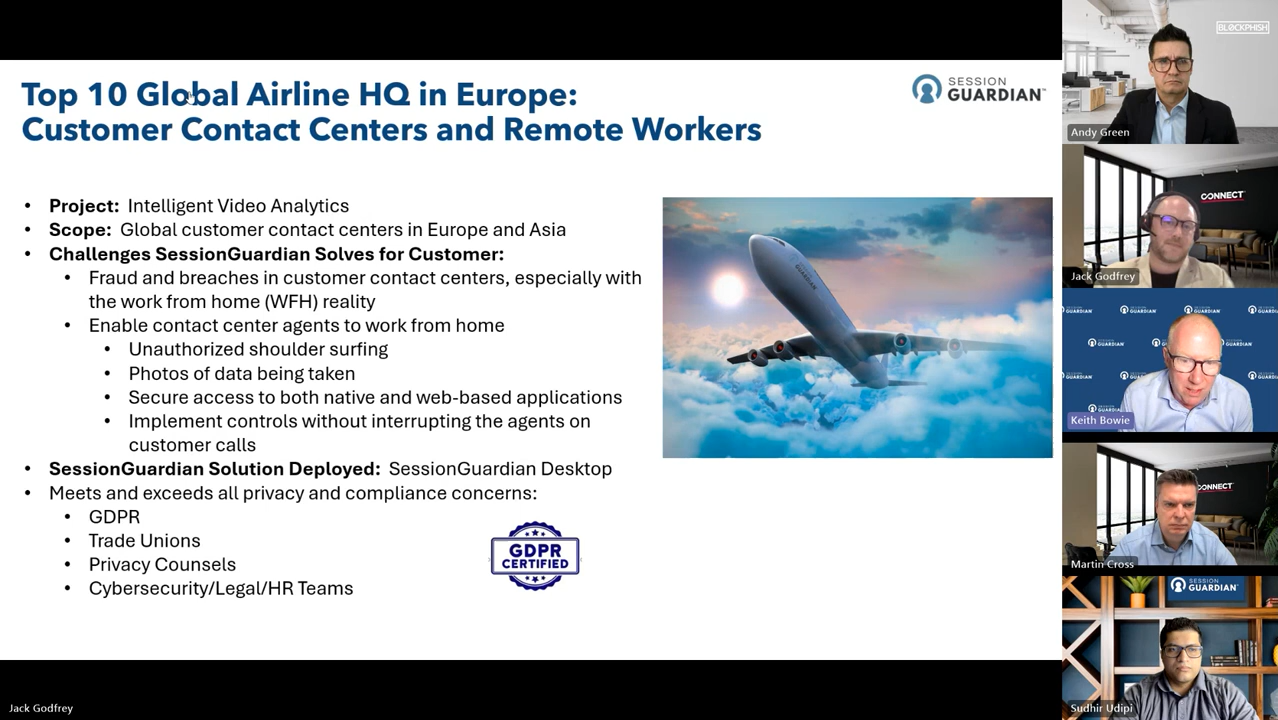 Top 10 Global Airline HQ in Europe:
Customer Contact Centers and Remote Workers
SESSION
GUARDIAN™
• Project: Intelligent Video Analytics
• Scope: Global customer contact centers in Europe and Asia
• Challenges SessionGuardian Solves for Customer:
• Fraud and breaches in customer contact centers, especially with
the work from home (WFH) reality
• Enable contact center agents to work from home
• Unauthorized shoulder surfing
• Photos of data being taken
• Secure access to both native and web-based applications
• Implement controls without interrupting the agents on
customer calls
• SessionGuardian Solution Deployed: SessionGuardian Desktop
• Meets and exceeds all privacy and compliance concerns:
• GDPR
• Trade Unions
• Privacy Counsels
• Cybersecurity/Legal/HR Teams
GDPR
CERTIFIED
Jack Godfrey
BLOCKPHISH
Andy Green
CONNECT
Jack Godfrey
SESSION
GUARDIAN
Keith Bowie
CONNECT
Martin Cross
SESSION
GUARDIAN
Sudhir Udipi